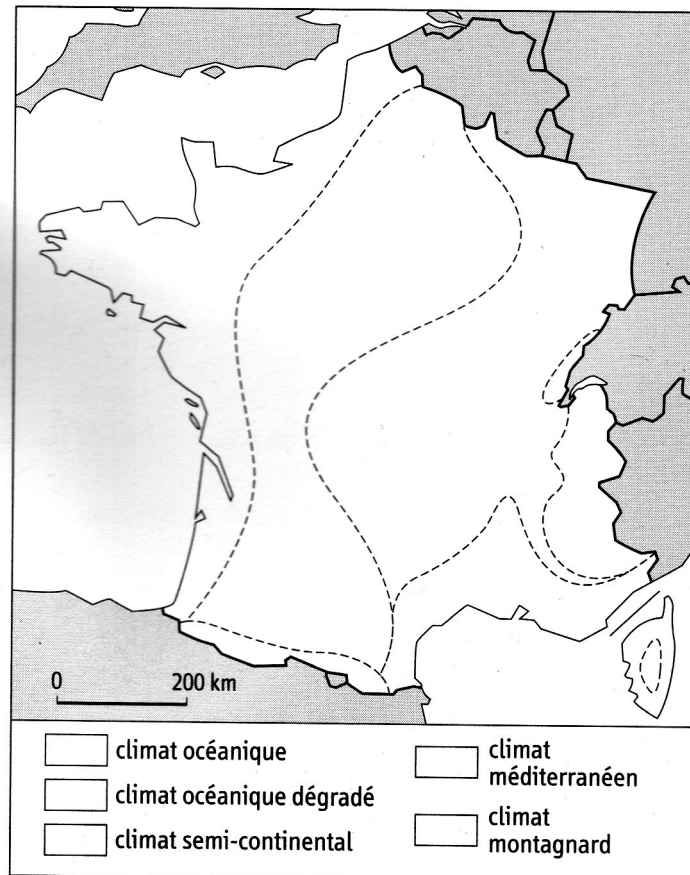 0 200 km
climat océanique
climat océanique dégradé
climat semi-continental
climat
méditerranéen
climat
montagnard